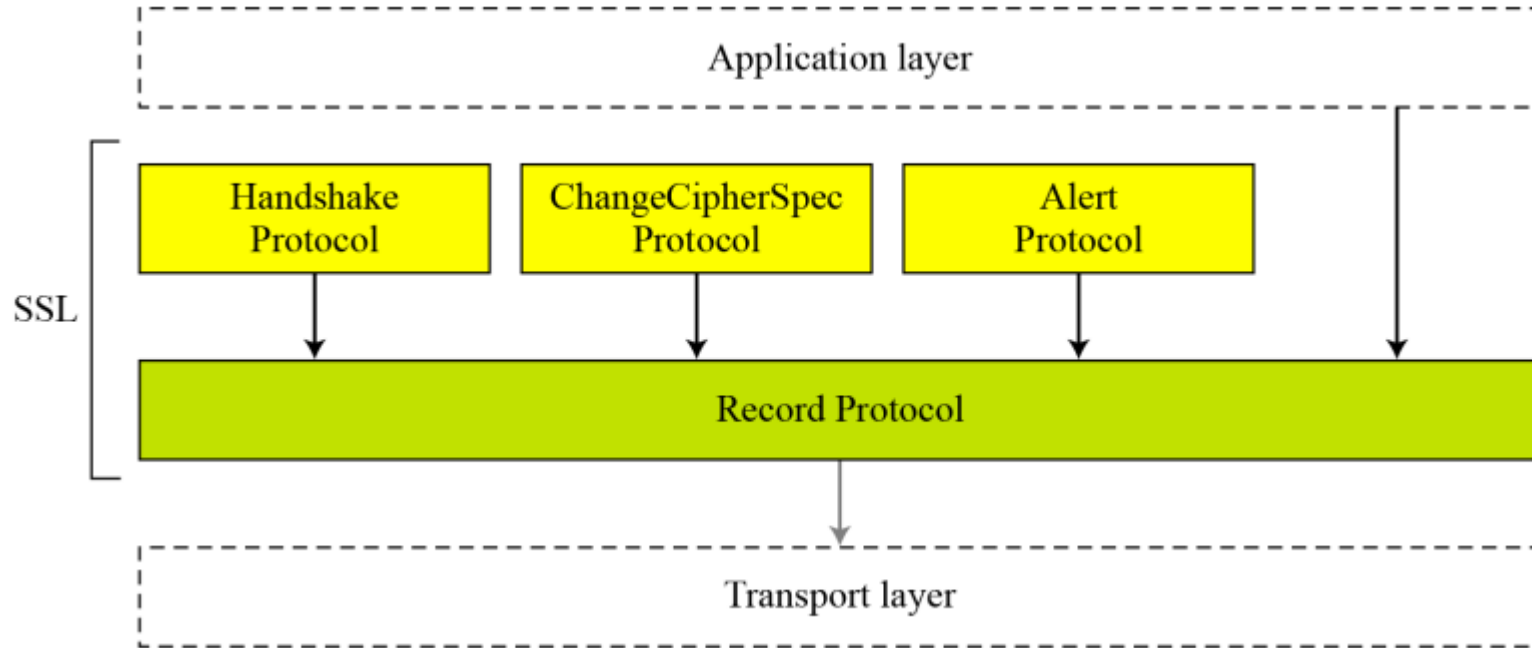 Application layer
Handshake
Protocol
ChangeCipherSpec
Protocol
Alert
Protocol
SSL
Record Protocol
Transport layer